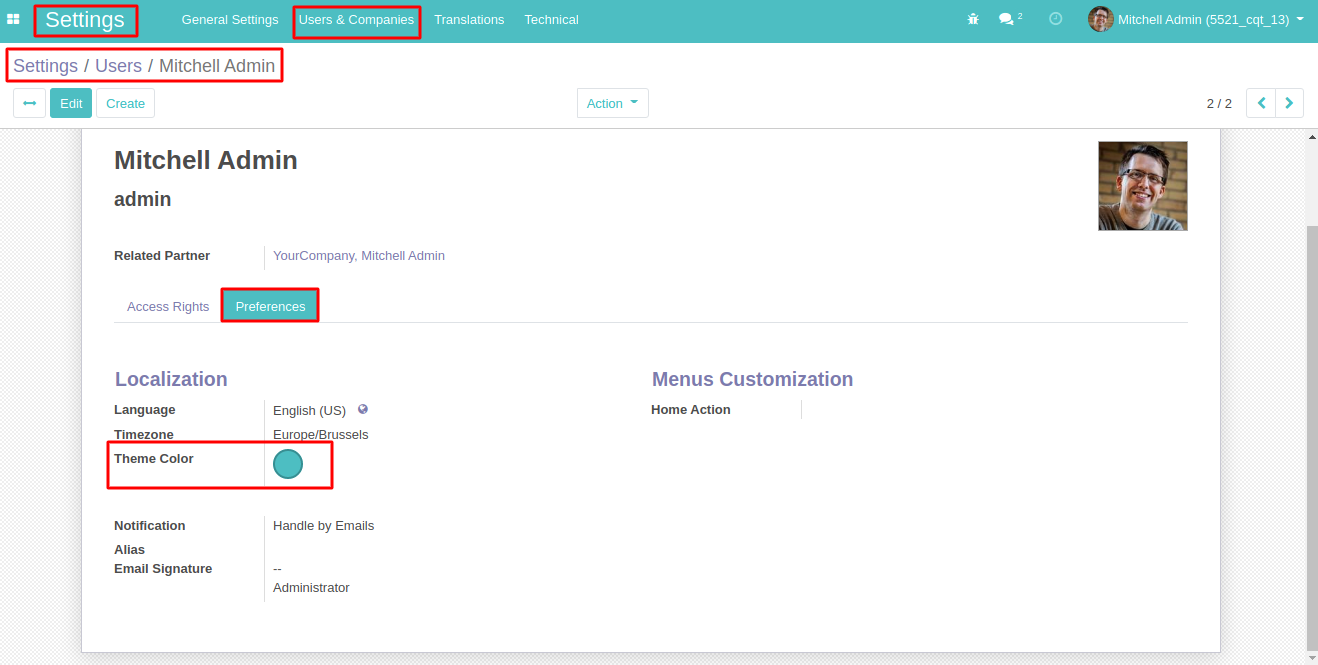 Settings General Settings Users & Companies Translations Technical 2 Mitchell Admin (5521_cqt_13)
Settings / Users / Mitchell Admin
Edit Create Action 2 / 2
Mitchell Admin
admin
Related Partner YourCompany, Mitchell Admin
Access Rights Preferences
Localization Menus Customization
Language English (US) Home Action
Timezone Europe/Brussels
Theme Color
Notification Handle by Emails
Alias
Email Signature --
Administrator